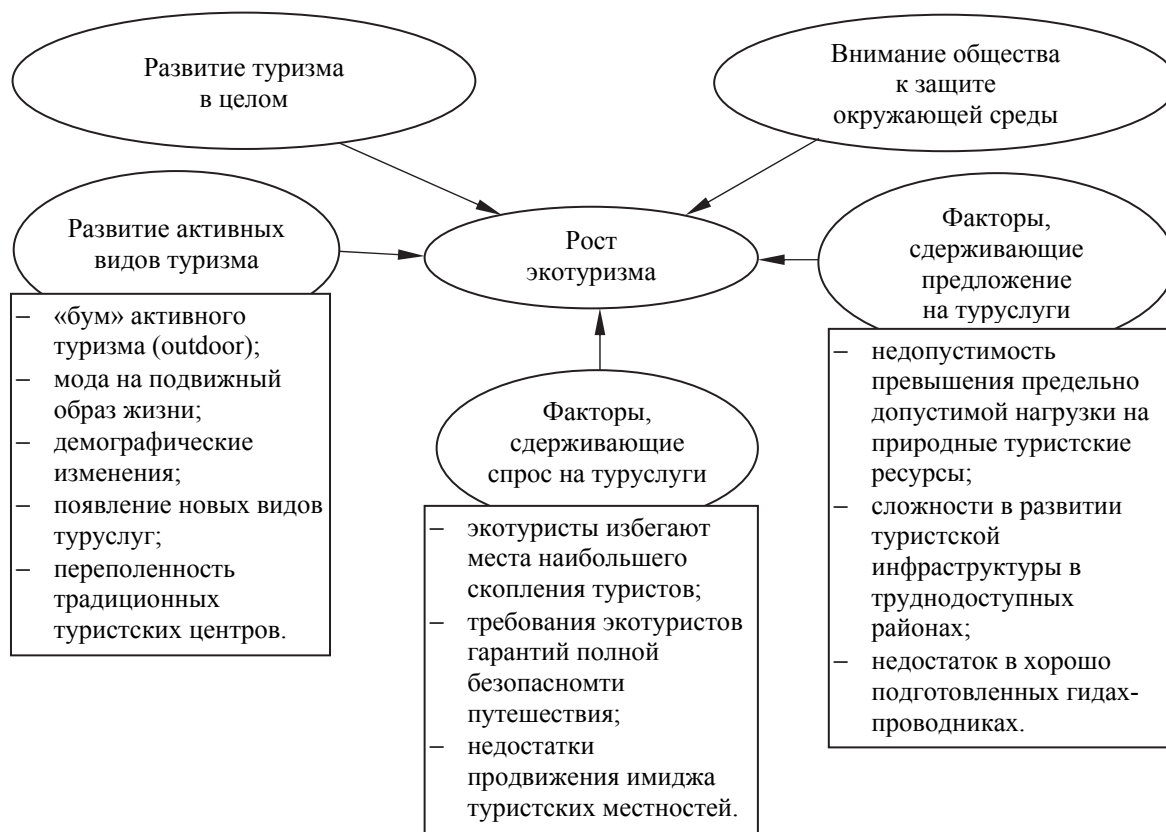 Развитие туризма
в целом
Внимание общества
к защите
окружающей среды
Развитие активных
видов туризма
Рост
экотуризма
Факторы,
сдерживающие
предложение
на туруслуги
– «бум» активного
туризма (outdoor);
– мода на подвижный
образ жизни;
– демографические
изменения;
– появление новых видов
туруслуг;
– переполенность
традиционных
туристских центров.
Факторы,
сдерживающие
спрос на туруслуги
– экотуристы избегают
места наибольшего
скопления туристов;
– требования экотуристов
гарантий полной
безопасномти
путешествия;
– недостатки
продвижения имиджа
туристских местностей.
– недопустимость
превышения предельно
допустимой нагрузки на
природные туристские
ресурсы;
– сложности в развитии
туристской
инфраструктуры в
труднодоступных
районах;
– недостаток в хорошо
подготовленных гидах-
проводниках.